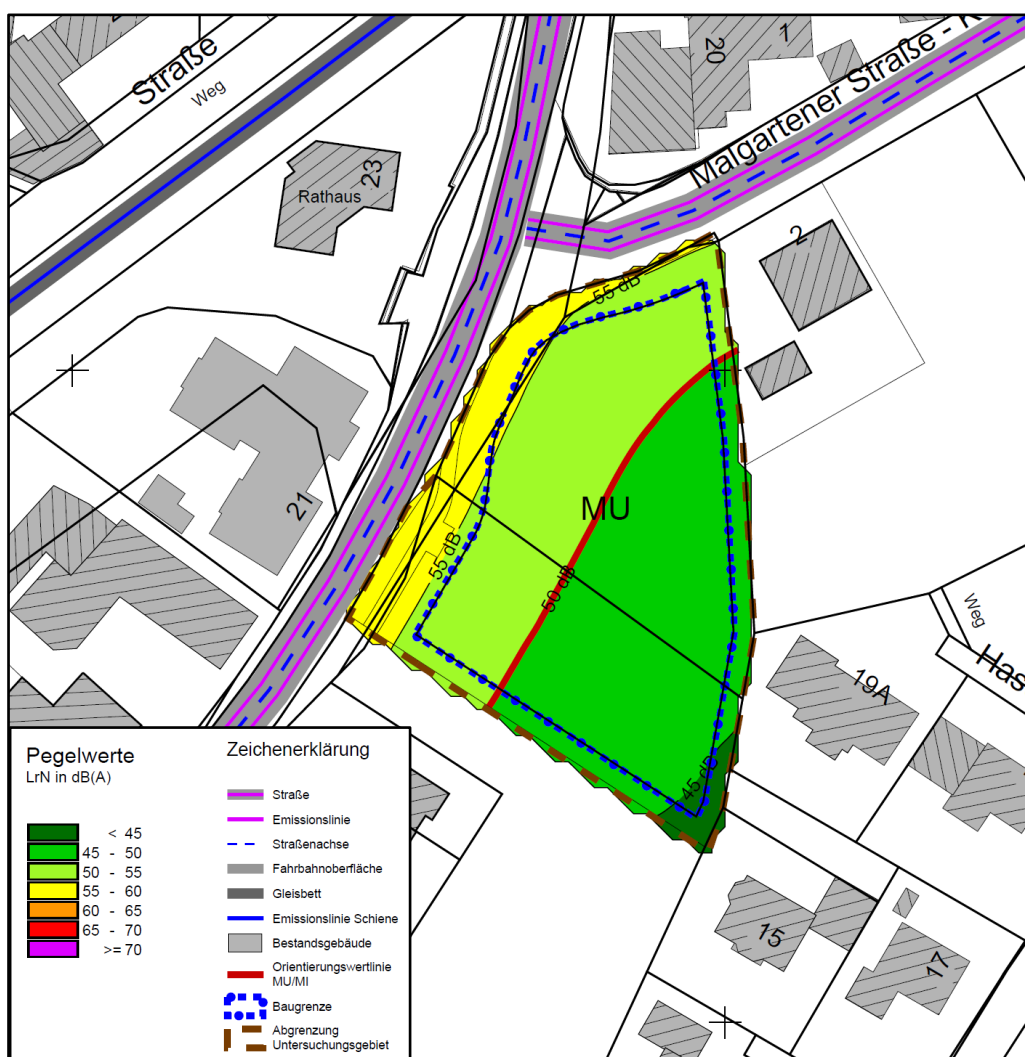 Straße
Weg
20
1
Malgartener Straße - K
Rathaus
23
2
55 dB
21
MU
55 dB
50 dB
Weg
Has
19A
45 dB
15
17
Pegelwerte
LrN in dB(A)
< 45
45 - 50
50 - 55
55 - 60
60 - 65
65 - 70
>= 70
Zeichenerklärung
Straße
Emissionslinie
Straßenachse
Fahrbahnoberfläche
Gleisbett
Emissionslinie Schiene
Bestandsgebäude
Orientierungswertlinie
MU/MI
Baugrenze
Abgrenzung
Untersuchungsgebiet